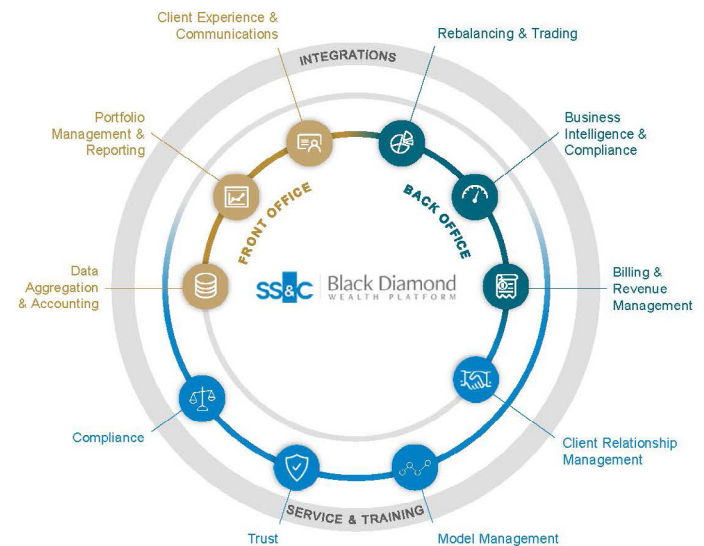 Client Experience &
Communications
Rebalancing & Trading
INTEGRATIONS
Portfolio
Management &
Reporting
Business
Intelligence &
Compliance
FRONT OFFICE
BACK OFFICE
Data
Aggregation
& Accounting
SS&C
Black Diamond
WEALTH PLATFORM
Billing &
Revenue
Management
Compliance
Client Relationship
Management
SERVICE & TRAINING
Trust
Model Management